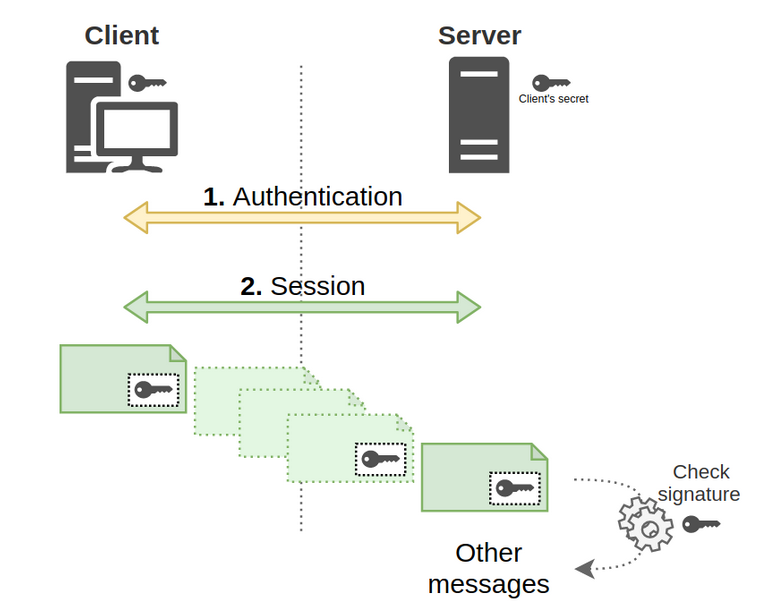 Client
Server
Client's secret
1. Authentication
2. Session
Check
signature
Other
messages